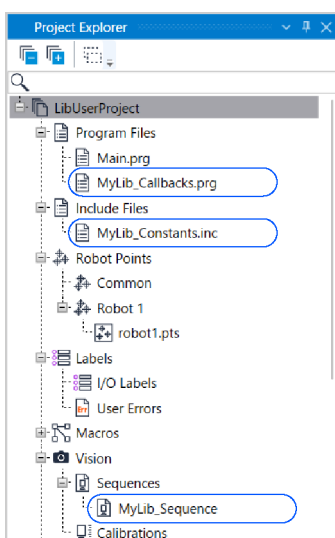 Project Explorer
LibUserProject
Program Files
Main.prg
MyLib_Callbacks.prg
Include Files
MyLib_Constants.inc
Robot Points
Common
Robot 1
robot1.pts
Labels
I/O Labels
Err User Errors
Macros
Vision
Sequences
MyLib_Sequence
Calibrations